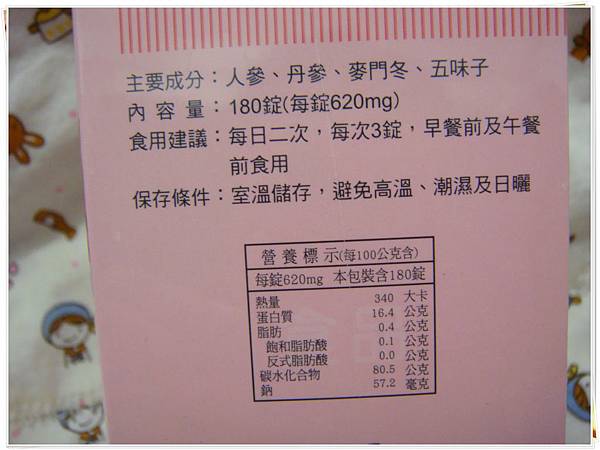 主要成分：人參、丹參、麥門冬、五味子
內 容 量：180錠(每錠620mg)
食用建議：每日二次，每次3錠，早餐前及午餐
前食用
保存條件：室溫儲存，避免高溫、潮濕及日曬
營 養 標 示(每100公克含)
每錠620mg 本包裝含180錠
熱量 340 大卡
蛋白質 16.4 公克
脂肪 0.4 公克
飽和脂肪酸 0.1 公克
反式脂肪酸 0.0 公克
碳水化合物 80.5 公克
鈉 57.2 毫克